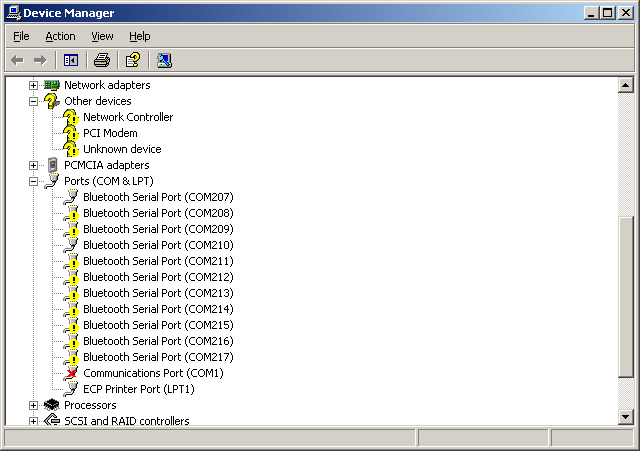 Device Manager
File Action View Help
Network adapters
Other devices
Network Controller
PCI Modem
Unknown device
PCMCIA adapters
Ports (COM & LPT)
Bluetooth Serial Port (COM207)
Bluetooth Serial Port (COM208)
Bluetooth Serial Port (COM209)
Bluetooth Serial Port (COM210)
Bluetooth Serial Port (COM211)
Bluetooth Serial Port (COM212)
Bluetooth Serial Port (COM213)
Bluetooth Serial Port (COM214)
Bluetooth Serial Port (COM215)
Bluetooth Serial Port (COM216)
Bluetooth Serial Port (COM217)
Communications Port (COM1)
ECP Printer Port (LPT1)
Processors
SCSI and RAID controllers